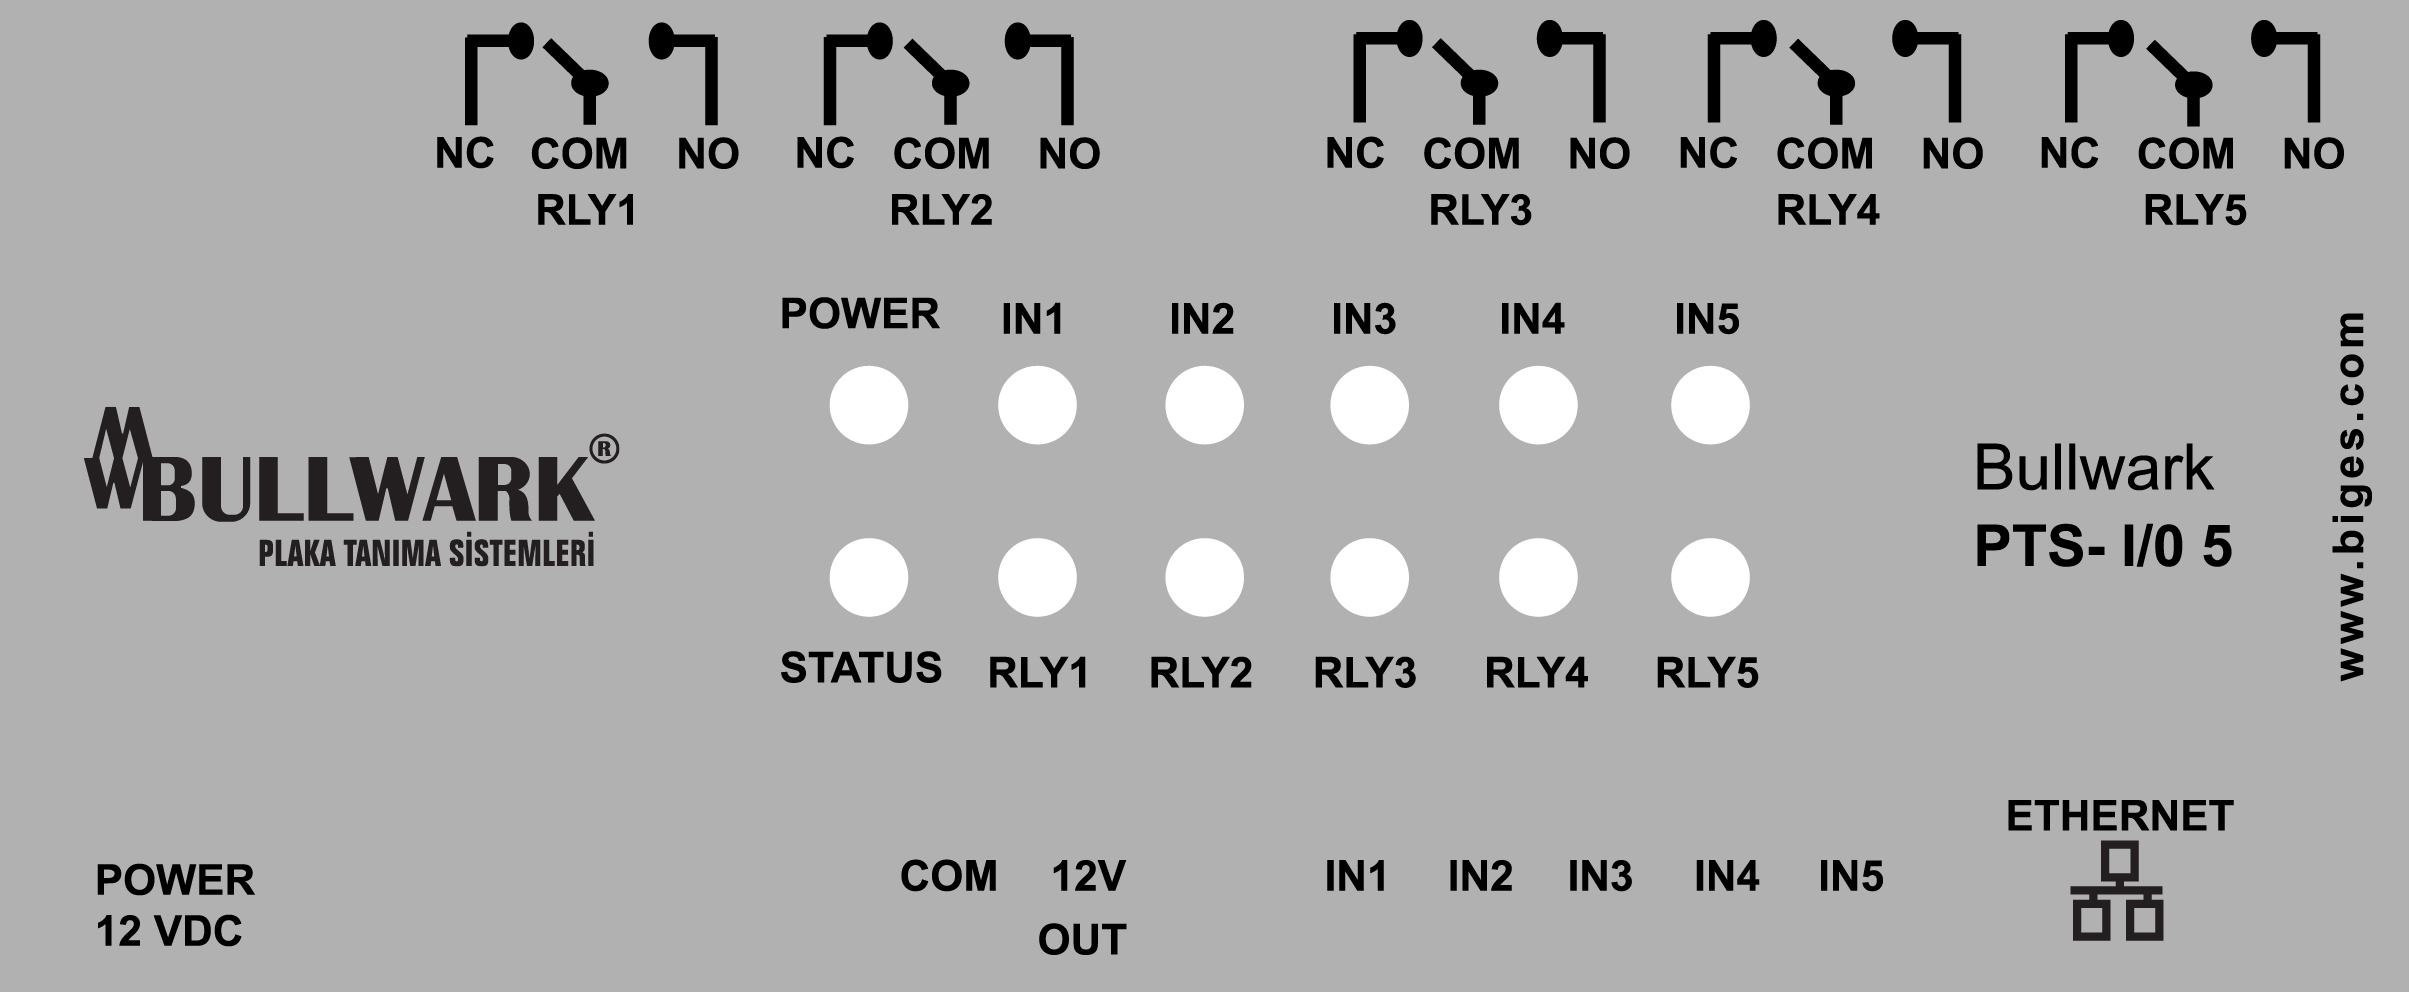 NC COM NO NC COM NO NC COM NO NC COM NO NC COM NO
RLY1 RLY2 RLY3 RLY4 RLY5
POWER IN1 IN2 IN3 IN4 IN5
BULLWARK®
PLAKA TANIMA SİSTEMLERİ
Bullwark
PTS- I/0 5
www.biges.com
STATUS RLY1 RLY2 RLY3 RLY4 RLY5
ETHERNET
POWER
12 VDC
COM 12V IN1 IN2 IN3 IN4 IN5
OUT